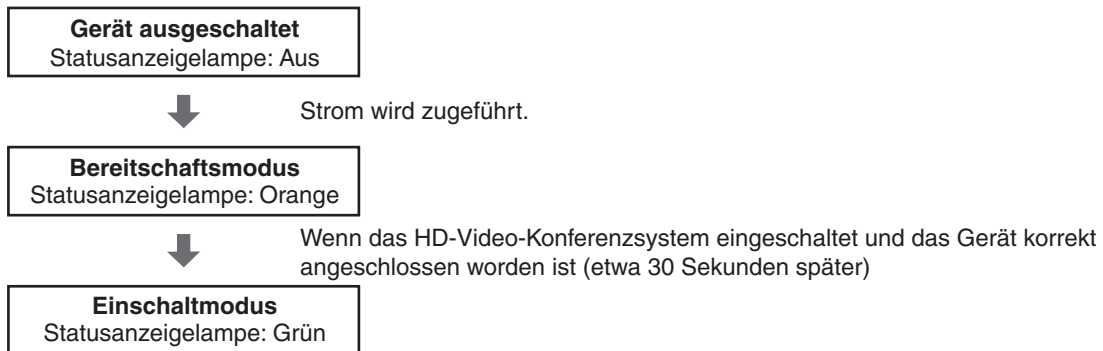 Gerät ausgeschaltet
Statusanzeigelampe: Aus
Strom wird zugeführt.
Bereitschaftsmodus
Statusanzeigelampe: Orange
Wenn das HD-Video-Konferenzsystem eingeschaltet und das Gerät korrekt
angeschlossen worden ist (etwa 30 Sekunden später)
Einschaltmodus
Statusanzeigelampe: Grün